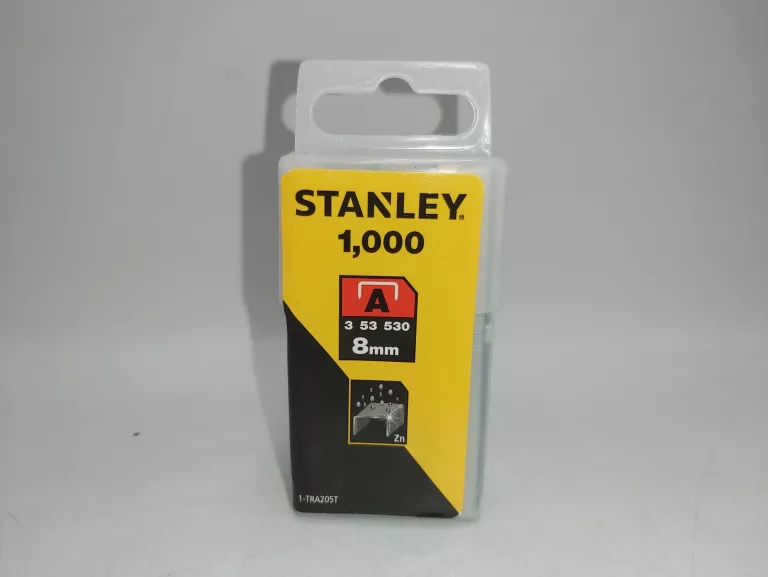 STANLEY®
1,000
A
3 53 530
8mm
Zn
1-TRA205T